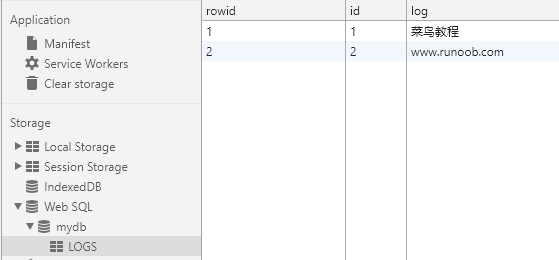 Application
Manifest
Service Workers
Clear storage
Storage
Local Storage
Session Storage
IndexedDB
Web SQL
mydb
LOGS
rowid id log
1 1 菜鸟教程
2 2 www.runoob.com